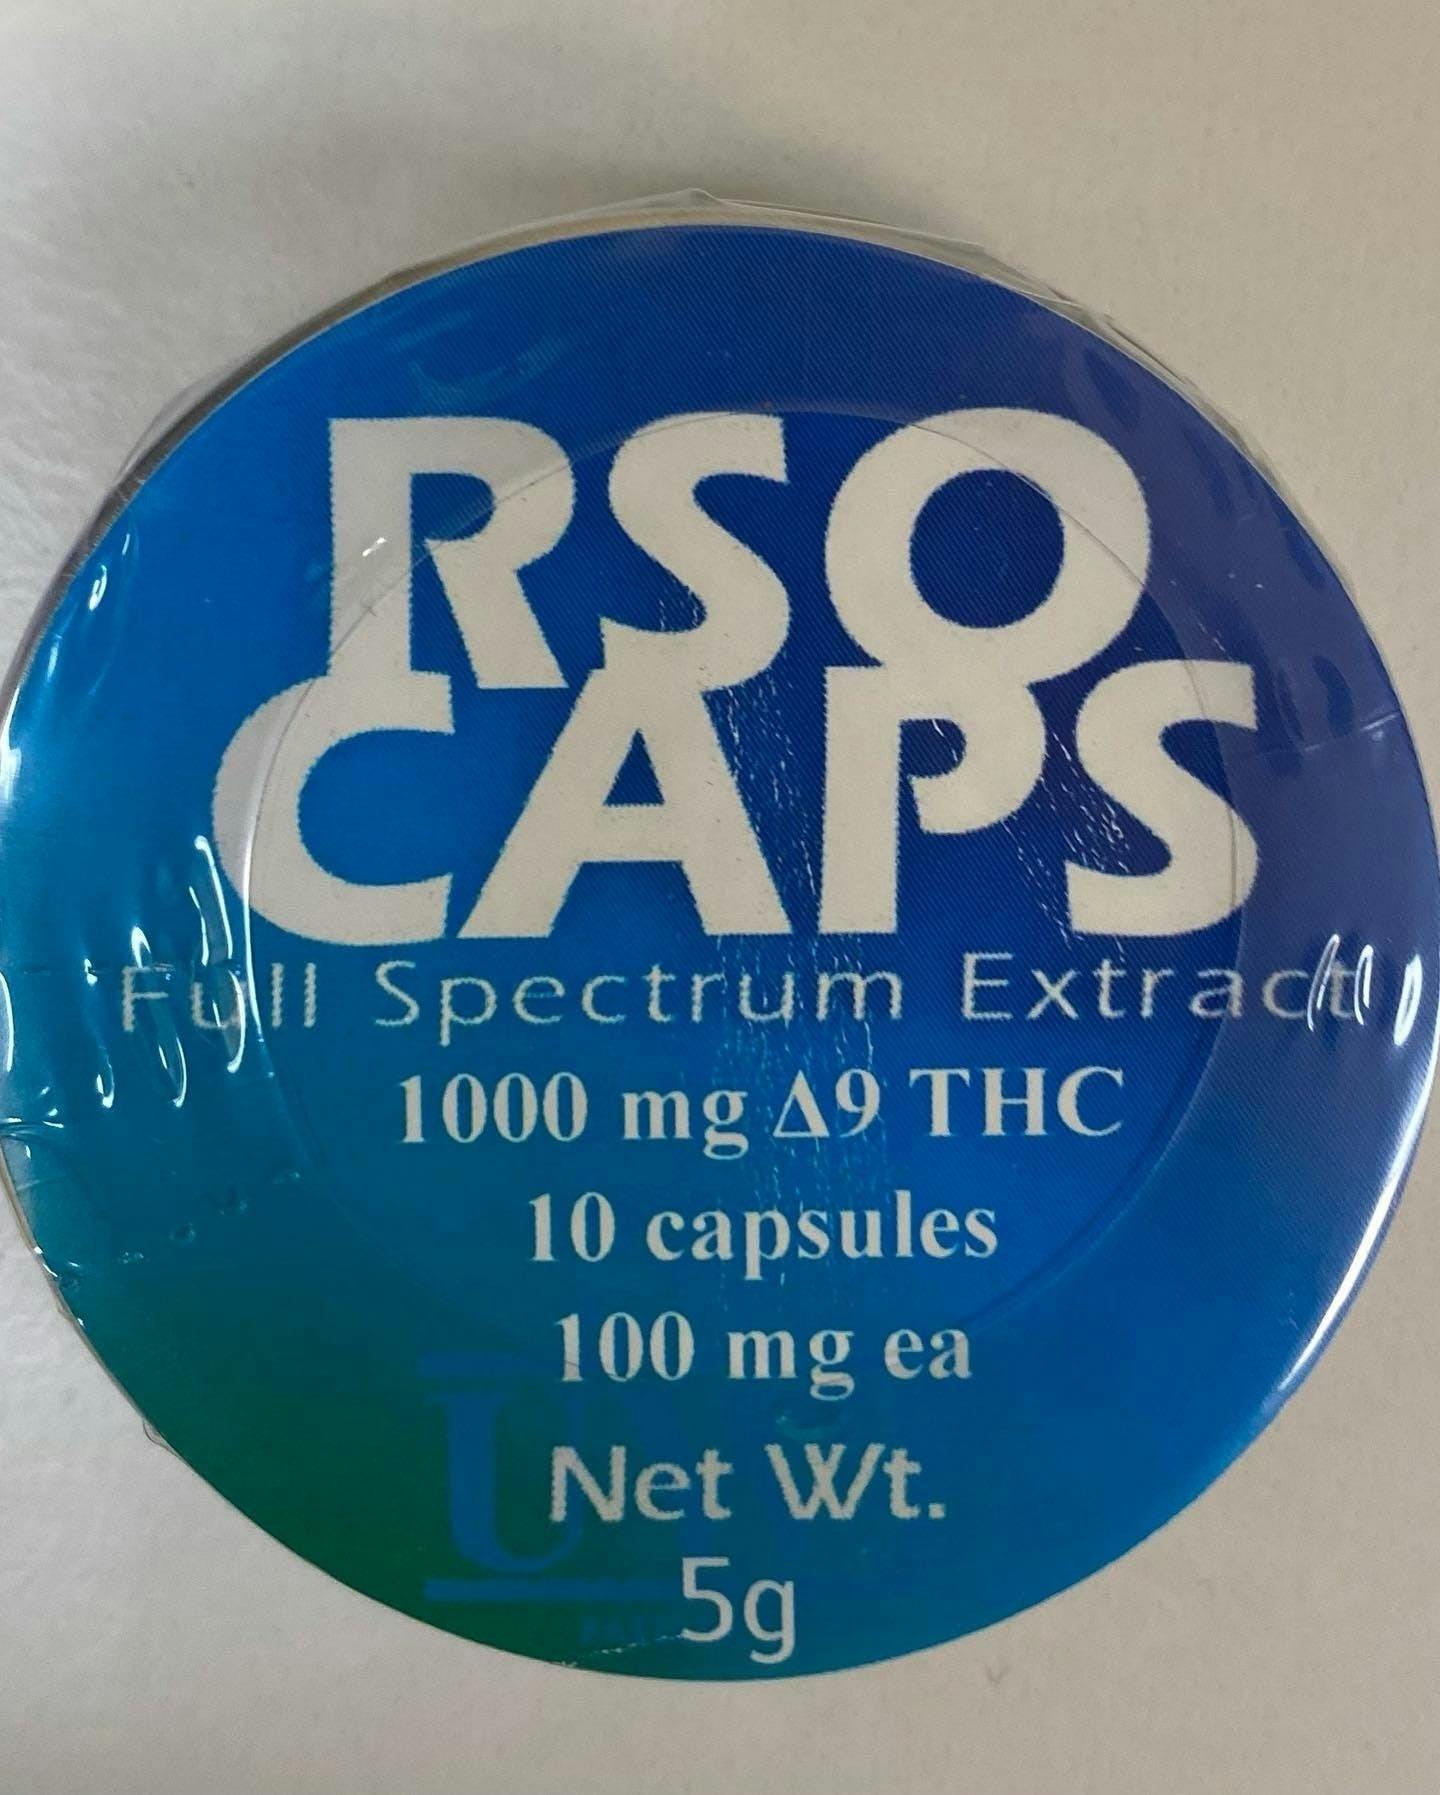 RSO
CAPS
Full Spectrum Extract
1000 mg Δ9 THC
10 capsules
100 mg ea
Net Wt.
5g